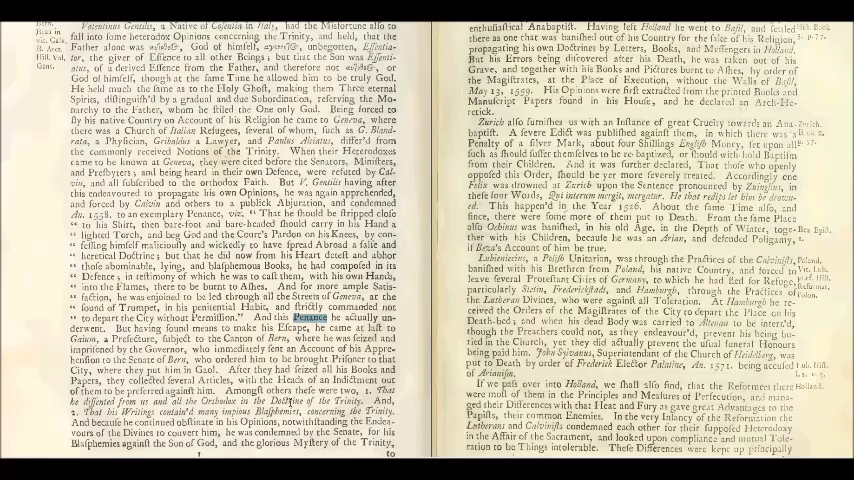 Valentinus Gentilis, a Native of Cosentia in Italy, had the Misfortune also to
fall into some heterodox Opinions concerning the Trinity, and held, that the
Father alone was αὐτόθεος, God of himself, unbegotten, Essentia-
tor, the giver of Essence to all other Beings; but that the Son was Essenti-
atus, of a derived Essence from the Father, and therefore not αὐτόθεος, or
God of himself, though at the same Time he allowed him to be truly God.
He held much the same as to the Holy Ghost, making them Three eternal
Spirits, distinguish'd by a gradual and due Subordination, reserving the Mo-
narchy to the Father, whom he stiled the One only God. Being forced to
fly his native Country on Account of his Religion he came to Geneva, where
there was a Church of Italian Refugees, several of whom, such as G. Bland-
rata, a Physician, Gribaldus a Lawyer, and Paulus Alciatus, differ'd from
the commonly received Notions of the Trinity. When their Heterodoxes
came to be known at Geneva, they were cited before the Senators, Ministers,
and Presbyters; and being heard in their own Defence, were refuted by Cal-
vin, and all subscribed to the orthodox Faith. But V. Gentilis having after
this endeavoured to propagate his own Opinions, he was again apprehended,
and forced by Calvin and others to a publick Abjuration, and condemned
An. 1558. to an exemplary Penance, viz. “ That he should be stripped close
“ to his Shirt, then bare-foot and bare-headed should carry in his Hand a
“ lighted Torch, and beg God and the Court's Pardon on his Knees, by con-
“ fessing himself maliciously and wickedly to have spread Abroad a false and
“ heretical Doctrine; but that he did now from his Heart detest and abhor
“ those abominable, lying, and blasphemous Books, he had composed in its
“ Defence; in testimony of which he was to cast them, with his own Hands,
“ into the Flames, there to be burnt to Ashes. And for more ample Satis-
“ faction, he was enjoined to be led through all the Streets of Geneva, at the
“ sound of Trumpet, in his penitential Habit, and strictly commanded not
“ to depart the City without Permission.” And this Penance he actually un-
derwent. But having found means to make his Escape, he came at last to
Gaium, a Prefecture, subject to the Canton of Bern, where he was seized and
imprisoned by the Governor, who immediately sent an Account of his Appre-
hension to the Senate of Bern, who ordered him to be brought Prisoner to that
City, where they put him in Gaol. After they had seized all his Books and
Papers, they collected several Articles, with the Heads of an Indictment out
of them to be preferred against him. Amongst others these were two, 1. That
he dissented from us and all the Orthodox in the Doctrine of the Trinity. And,
2. That his Writings contain'd many impious Blasphemies, concerning the Trinity.
And because he continued obstinate in his Opinions, notwithstanding the Endea-
vours of the Divines to convert him, he was condemned by the Senate, for his
Blasphemies against the Son of God, and the glorious Mystery of the Trinity,
to
enthusiastical Anabaptist. Having left Holland he went to Basil, and settled
there as one that was banished out of his Country for the sake of his Religion,
propagating his own Doctrines by Letters, Books, and Messengers in Holland.
But his Errors being discovered after his Death, he was taken out of his
Grave, and together with his Books and Pictures burnt to Ashes, by order of
the Magistrates, at the Place of Execution, without the Walls of Basil,
May 13, 1559. His Opinions were first extracted from the printed Books and
Manuscript Papers found in his House, and he declared an Arch-He-
retick.
Zurich also furnishes us with an Instance of great Cruelty towards an Ana-
baptist. A severe Edict was published against them, in which there was a
Penalty of a silver Mark, about four Shillings English Money, set upon all
such as should suffer themselves to be re-baptized, or should with-hold Baptism
from their Children. And it was further declared, That those who openly
opposed this Order, should be yet more severely treated. Accordingly one
Felix was drowned at Zurich upon the Sentence pronounced by Zuinglius, in
these four Words, Qui iterum mergit, mergatur. He that redips let him be drown-
ed. This happen'd in the Year 1526. About the same Time also, and
since, there were some more of them put to Death. From the same Place
also Ochinus was banished, in his old Age, in the Depth of Winter, toge-
ther with his Children, because he was an Arian, and defended Poligamy,
if Beza's Account of him be true.
Lubieniecius, a Polish Unitarian, was through the Practices of the Calvinists,
banished with his Brethren from Poland, his native Country, and forced to
leave several Protestant Cities of Germany, to which he had fled for Refuge,
particularly Stetin, Frederickstadt, and Hamburgh, through the Practices of
the Lutheran Divines, who were against all Toleration. At Hamburgh he re-
ceived the Orders of the Magistrates of the City to depart the Place on his
Death-bed; and when his dead Body was carried to Altenau to be interr'd,
though the Preachers could not, as they endeavour'd, prevent his being bu-
ried in the Church, yet they did actually prevent the usual funeral Honours
being paid him. John Sylvanus, Superintendant of the Church of Heidelberg, was
put to Death by order of Frederick Elector Palatine, An. 1571. being accused
of Arianism.
If we pass over into Holland, we shall also find, that the Reformers there
were most of them in the Principles and Measures of Persecution, and mana-
ged their Differences with that Heat and Fury as gave great Advantages to the
Papists, their common Enemies. In the very Infancy of the Reformation the
Lutherans and Calvinists condemned each other for their supposed Heterodoxy
in the Affair of the Sacrament, and looked upon compliance and mutual Tole-
ration to be Things intolerable. These Differences were kept up principally
Holland.